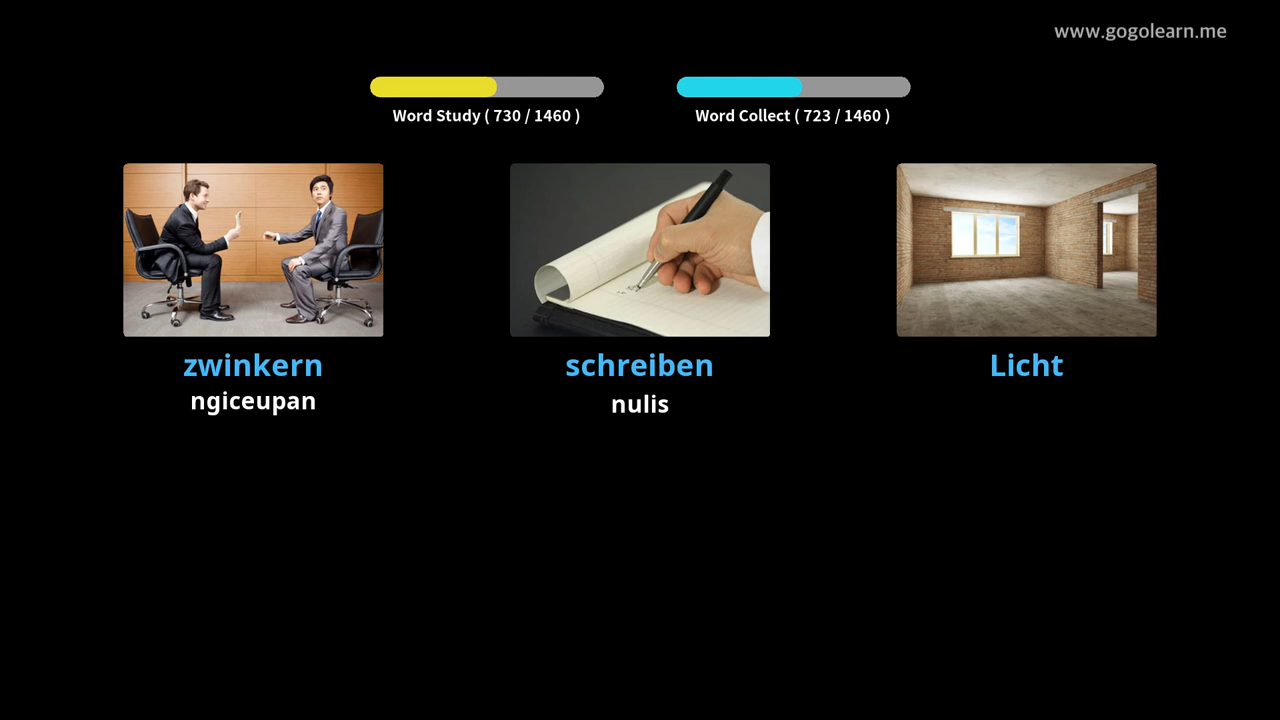 www.gogolearn.me
Word Study ( 730 / 1460 )
Word Collect ( 723 / 1460 )
zwinkern
schreiben
Licht
ngiceupan
nulis